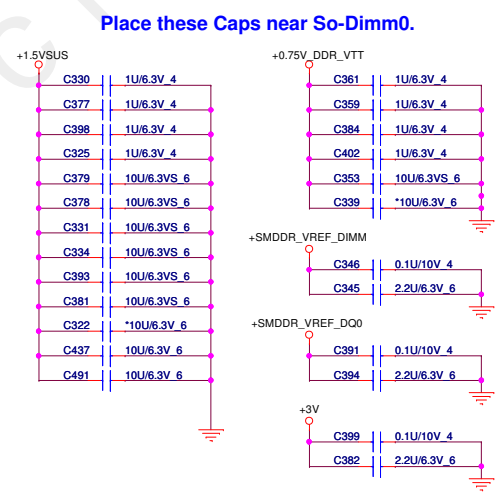 Place these Caps near So-Dimm0.
+1.5VSUS
C330 1U/6.3V_4
C377 1U/6.3V_4
C398 1U/6.3V_4
C325 1U/6.3V_4
C379 10U/6.3VS_6
C378 10U/6.3VS_6
C331 10U/6.3VS_6
C334 10U/6.3VS_6
C393 10U/6.3VS_6
C381 10U/6.3VS_6
C322 *10U/6.3V_6
C437 10U/6.3V_6
C491 10U/6.3V_6
+0.75V_DDR_VTT
C361 1U/6.3V_4
C359 1U/6.3V_4
C384 1U/6.3V_4
C402 1U/6.3V_4
C353 10U/6.3VS_6
C339 *10U/6.3V_6
+SMDDR_VREF_DIMM
C346 0.1U/10V_4
C345 2.2U/6.3V_6
+SMDDR_VREF_DQ0
C391 0.1U/10V_4
C394 2.2U/6.3V_6
+3V
C399 0.1U/10V_4
C382 2.2U/6.3V_6